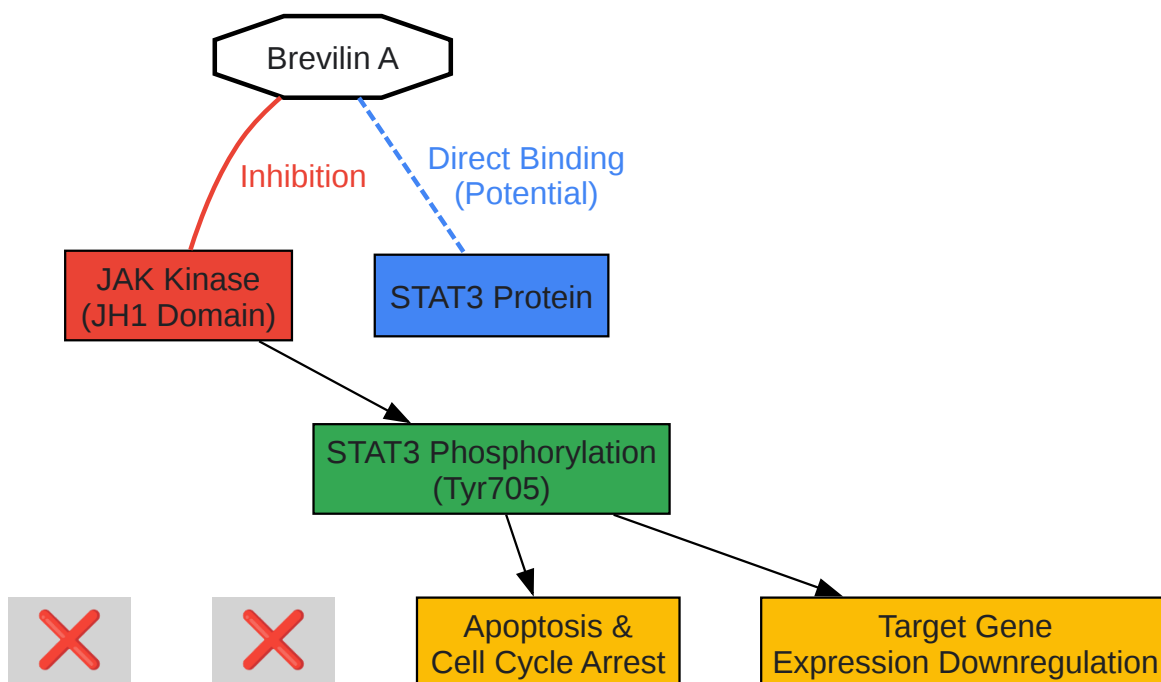 Brevilin A
Inhibition
Direct Binding
(Potential)
JAK Kinase
(JH1 Domain)
STAT3 Protein
STAT3 Phosphorylation
(Tyr705)
Apoptosis &
Cell Cycle Arrest
Target Gene
Expression Downregulation